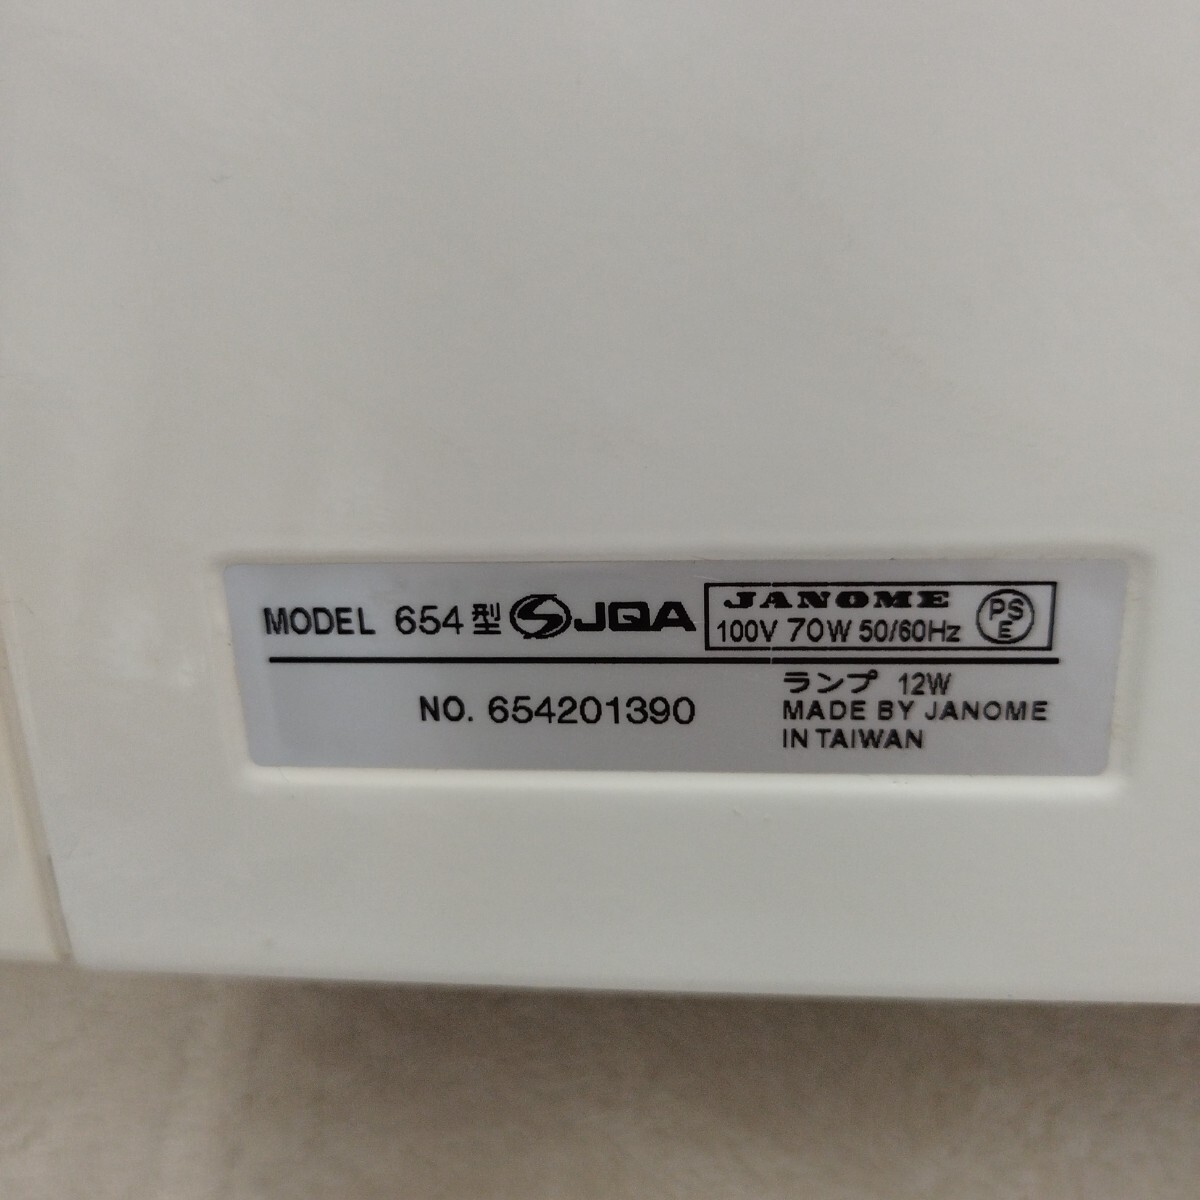 MODEL 654型 JQA JANOME
100V 70W 50/60Hz PSE
NO. 654201390
ランプ 12W
MADE BY JANOME
IN TAIWAN